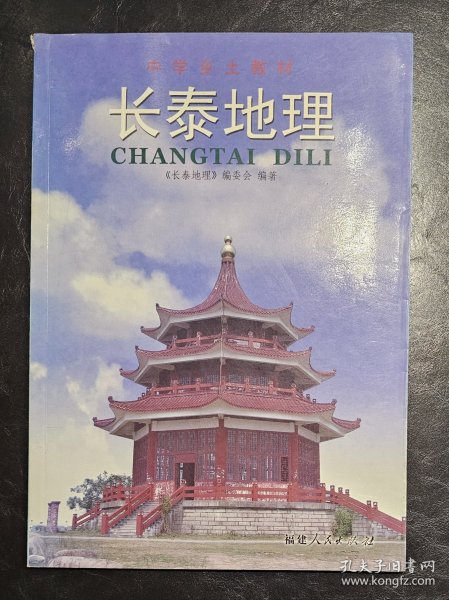 中学乡土教材
长泰地理
CHANGTAI DILI
《长泰地理》编委会 编著
福建人民出版社
孔夫子旧书网
www.kongfz.com